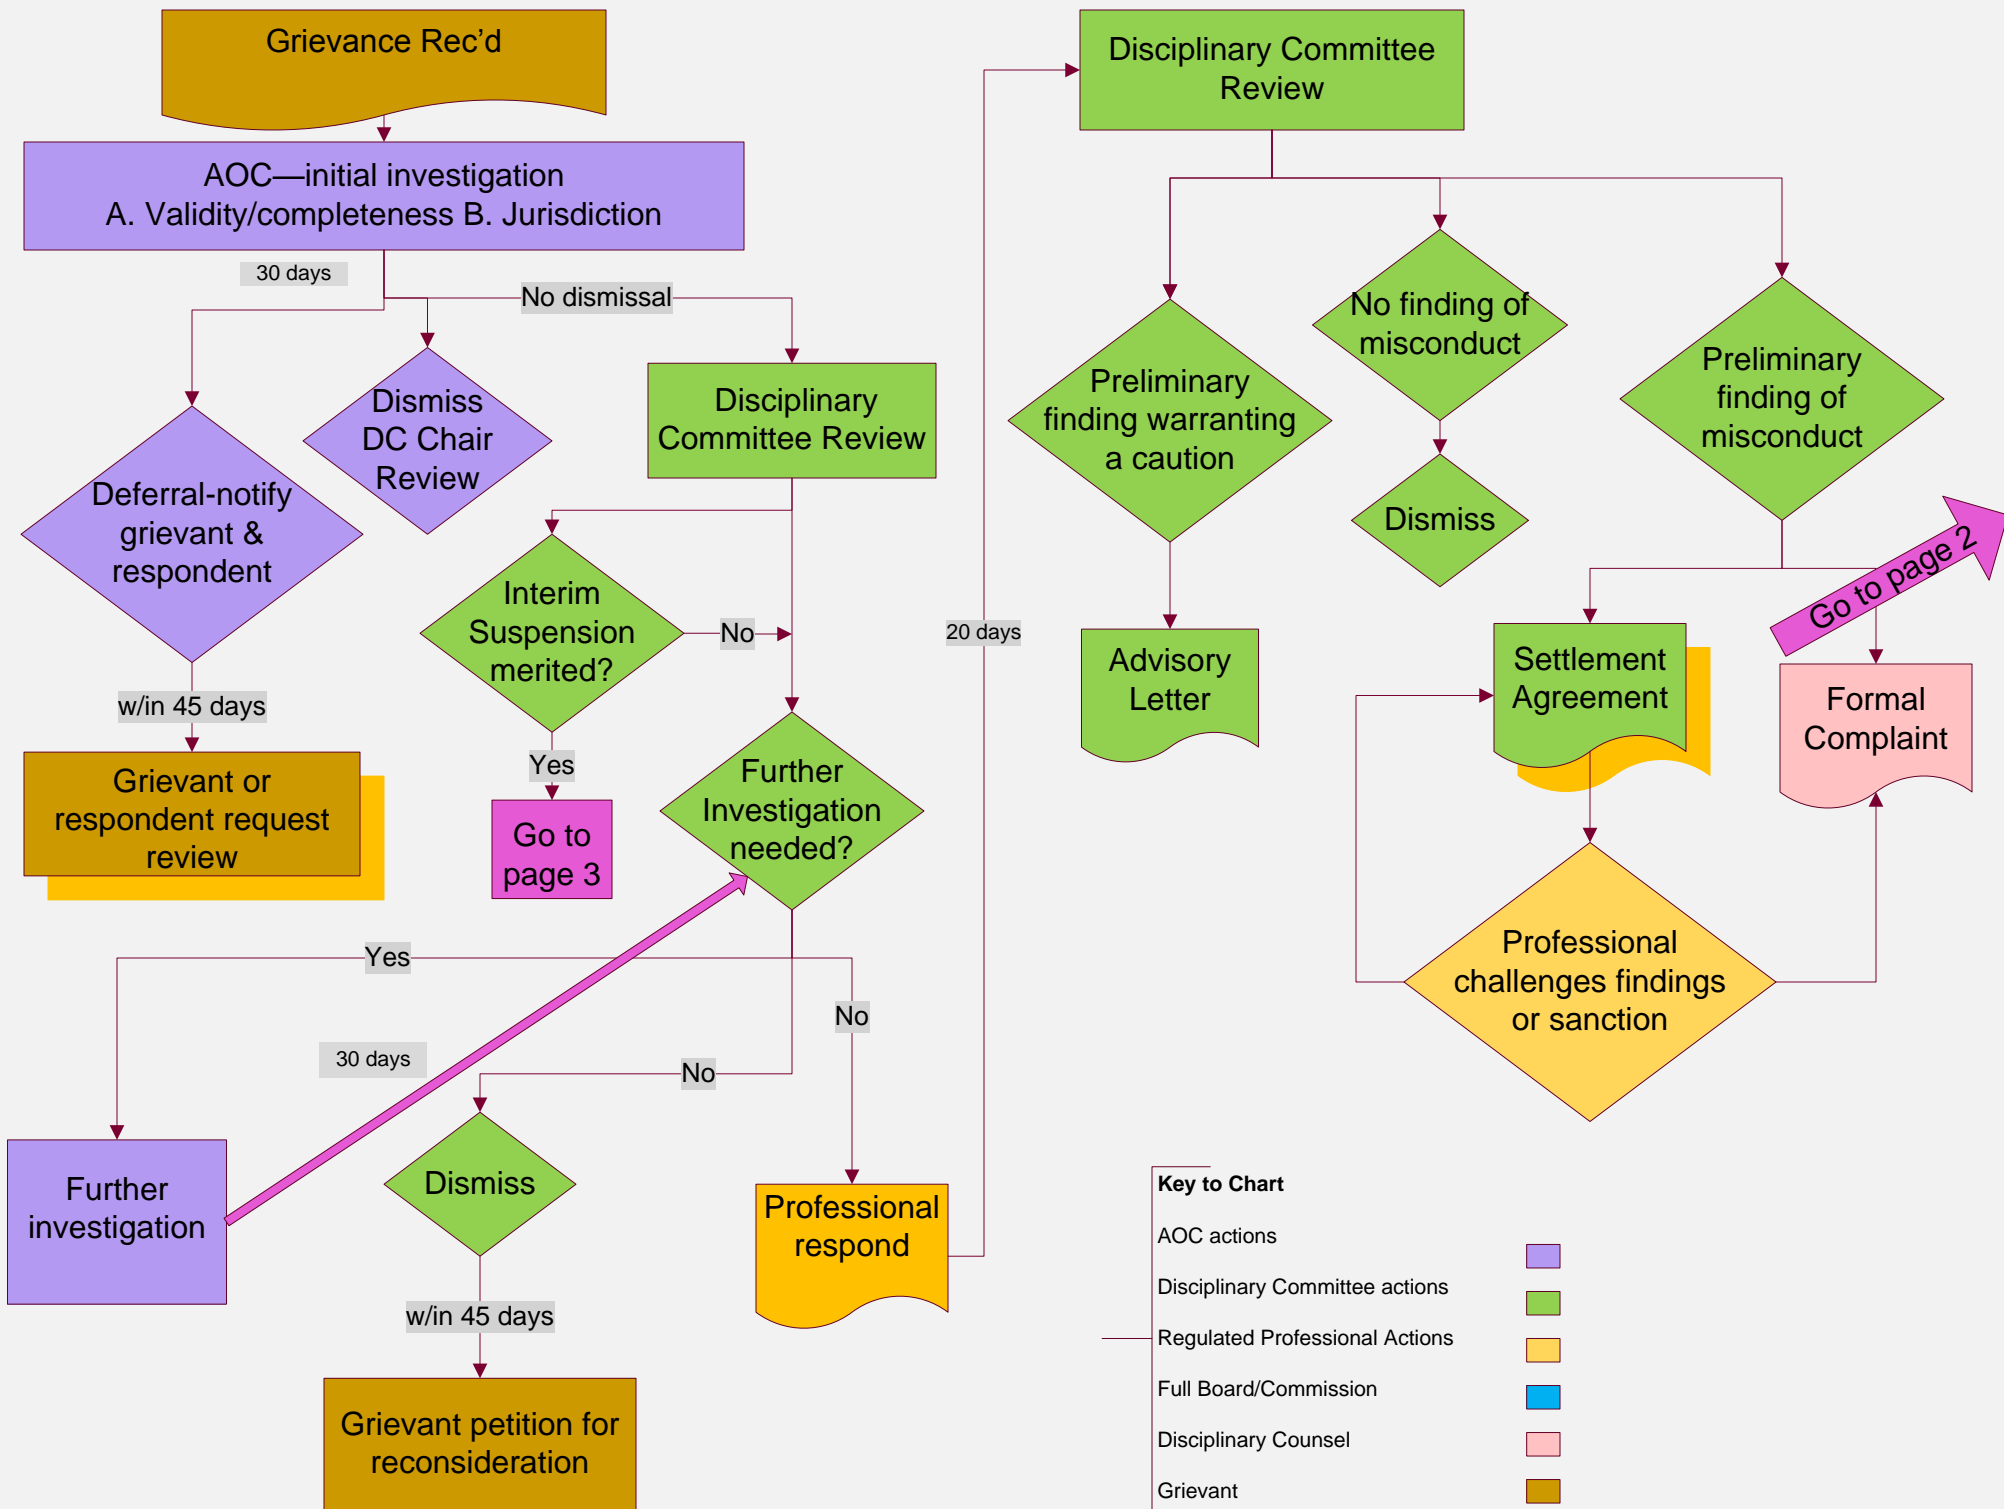 Grievance Rec’d
AOC—initial investigation
A. Validity/completeness B. Jurisdiction
30 days
No dismissal
Deferral-notify
grievant &
respondent
Dismiss
DC Chair
Review
Disciplinary
Committee Review
w/in 45 days
Grievant or
respondent request
review
Interim
Suspension
merited?
No
Yes
Go to
page 3
Further
Investigation
needed?
Yes
No
No
30 days
Further
investigation
Dismiss
w/in 45 days
Grievant petition for
reconsideration
Professional
respond
20 days
Disciplinary Committee
Review
Preliminary
finding warranting
a caution
Advisory
Letter
No finding of
misconduct
Dismiss
Preliminary
finding of
misconduct
Go to page 2
Settlement
Agreement
Formal
Complaint
Professional
challenges findings
or sanction
Key to Chart
AOC actions
Disciplinary Committee actions
Regulated Professional Actions
Full Board/Commission
Disciplinary Counsel
Grievant